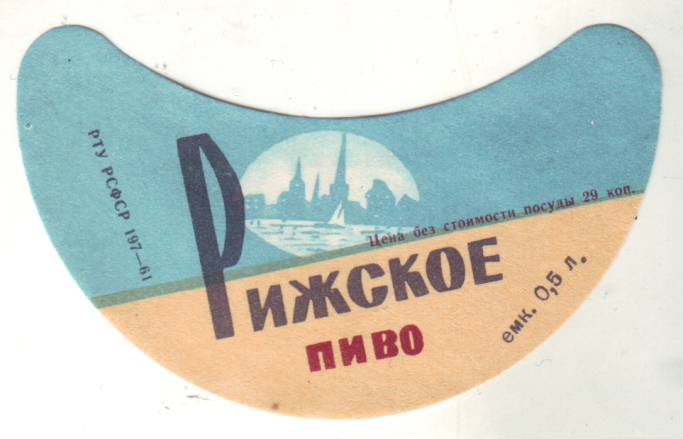 РТУ РСФСР 197—61
Рижское
пиво
Цена без стоимости посуды 29 коп.
емк. 0,5 л.